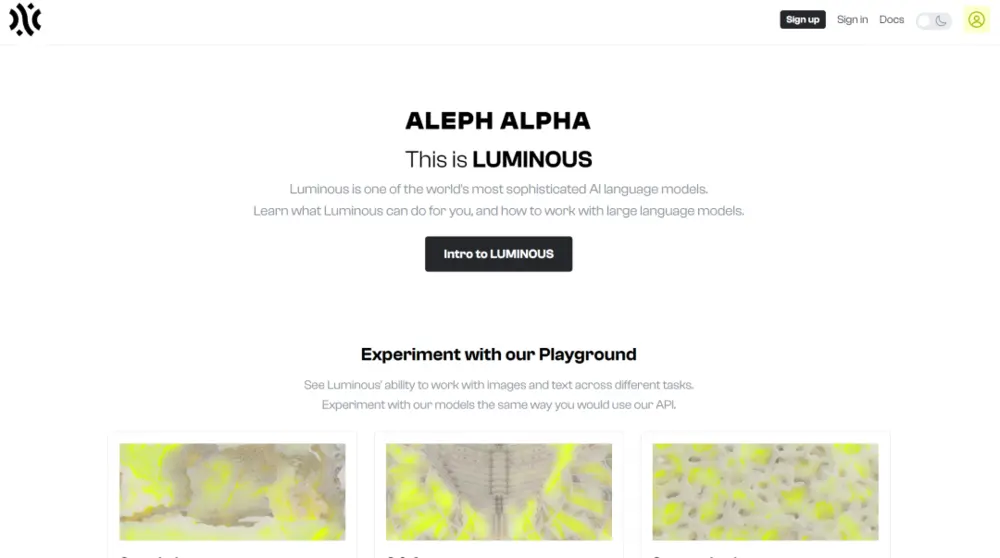 Sign up
Sign in
Docs
ALEPH ALPHA
This is LUMINOUS
Luminous is one of the world's most sophisticated AI language models.
Learn what Luminous can do for you, and how to work with large language models.
Intro to LUMINOUS
Experiment with our Playground
See Luminous' ability to work with images and text across different tasks.
Experiment with our models the same way you would use our API.